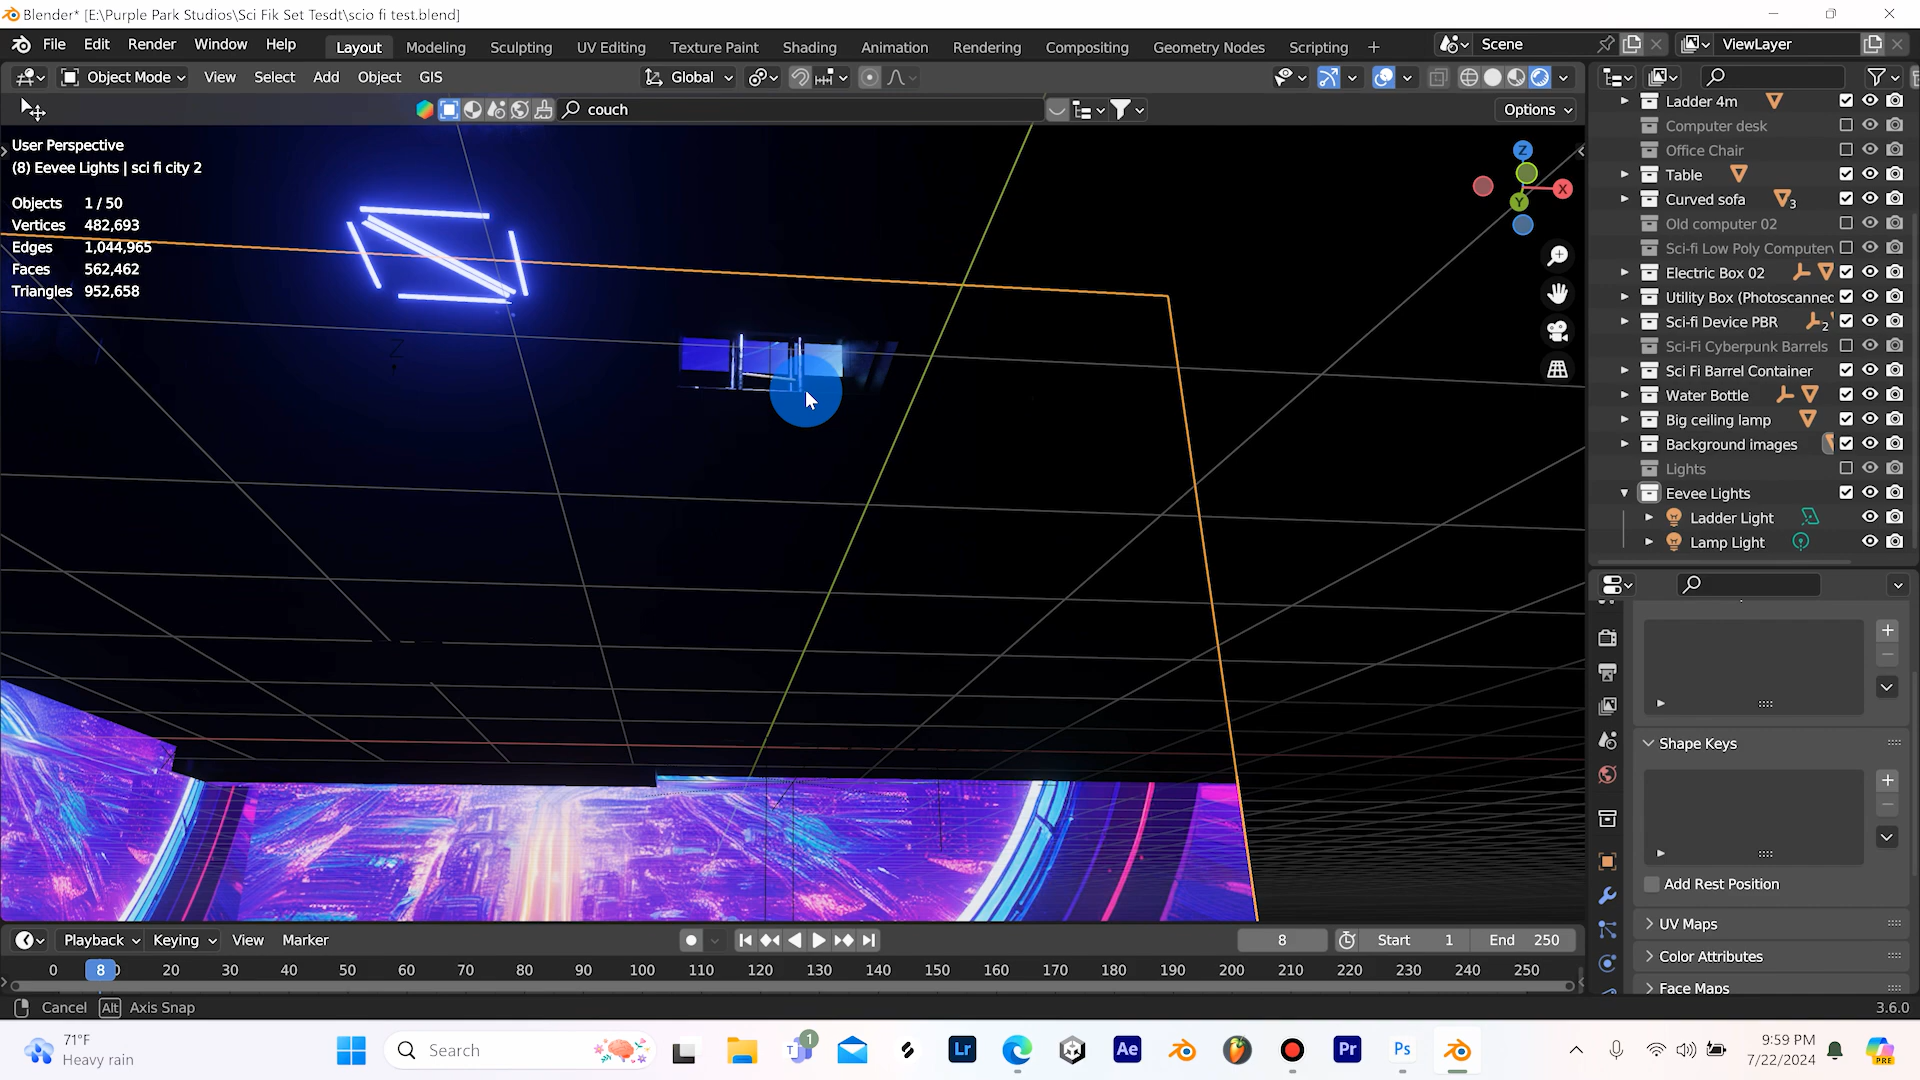 Blender* [E:\Purple Park Studios\Sci Fik Set Tesdt\scio fi test.blend]
File Edit Render Window Help Layout Modeling Sculpting UV Editing Texture Paint Shading Animation Rendering Compositing Geometry Nodes Scripting + Scene ViewLayer
Object Mode View Select Add Object GIS Global
couch Options
User Perspective
(8) Eevee Lights | sci fi city 2
Objects 1 / 50
Vertices 482,693
Edges 1,044,965
Faces 562,462
Triangles 952,658
Z
X
Y
Z
Ladder 4m
Computer desk
Office Chair
Table
Curved sofa 3
Old computer 02
Sci-fi Low Poly Computer
Electric Box 02
Utility Box (Photoscanned
Sci-fi Device PBR 2
Sci-Fi Cyberpunk Barrels
Sci Fi Barrel Container
Water Bottle
Big ceiling lamp
Background images
Lights
Eevee Lights
Ladder Light
Lamp Light
Shape Keys
Add Rest Position
UV Maps
Color Attributes
Face Maps
Playback Keying View Marker 8 Start 1 End 250
0 8 20 30 40 50 60 70 80 90 100 110 120 130 140 150 160 170 180 190 200 210 220 230 240 250
Cancel Alt Axis Snap 3.6.0
71°F
Heavy rain
Search
1
Lr
Ae
Pr
Ps
9:59 PM
7/22/2024
PRE